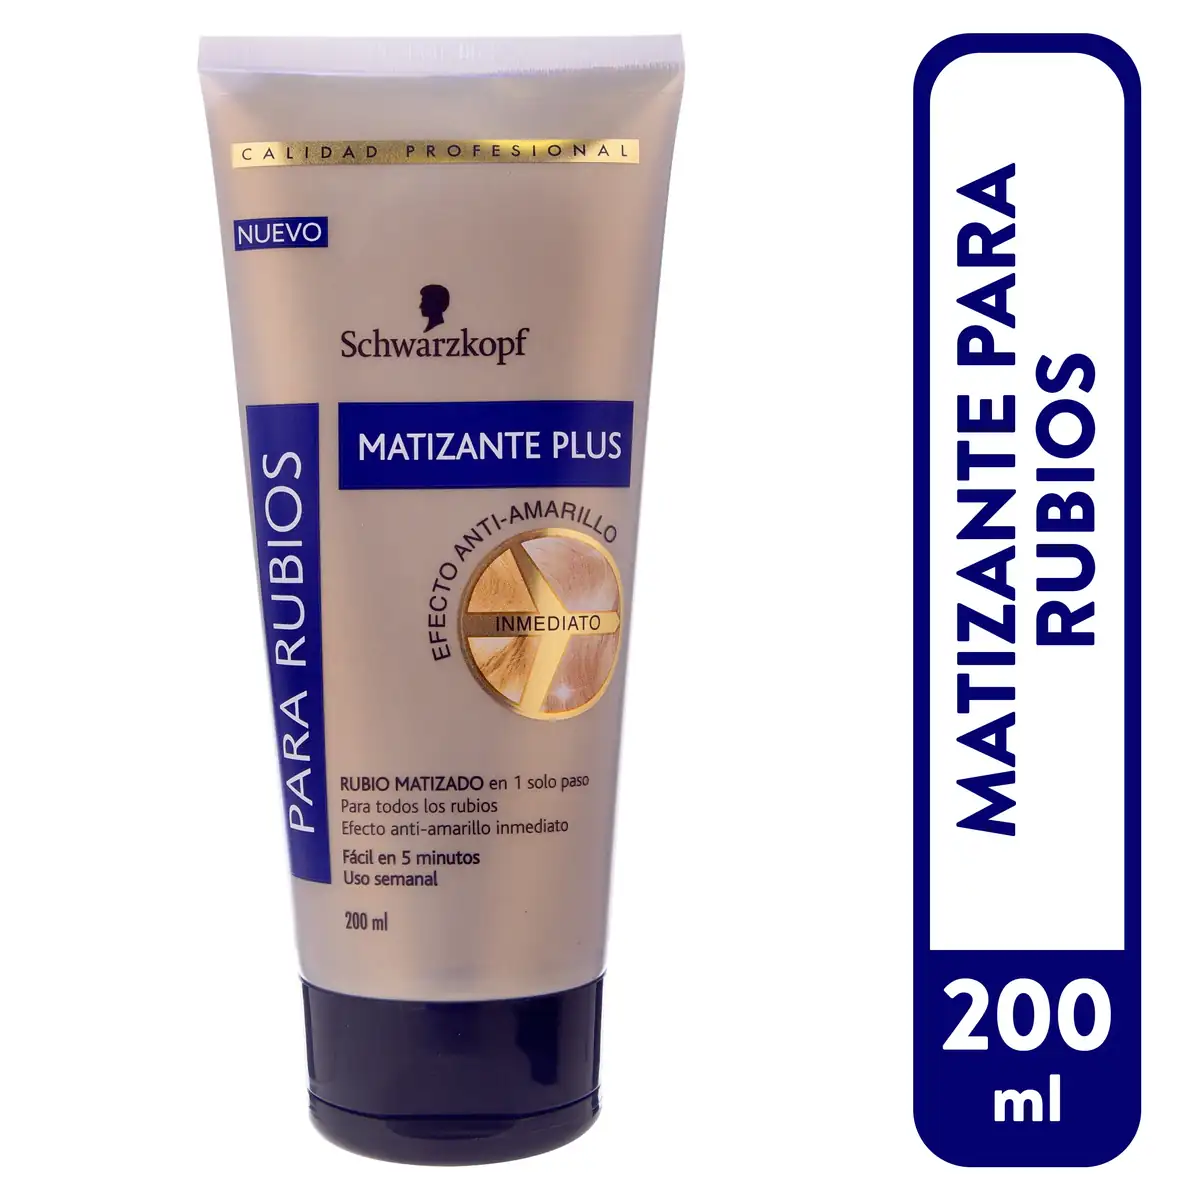 CALIDAD PROFESIONAL
NUEVO
Schwarzkopf
PARA RUBIOS
MATIZANTE PLUS
EFECTO ANTI-AMARILLO
INMEDIATO
RUBIO MATIZADO en 1 solo paso
Para todos los rubios
Efecto anti-amarillo inmediato
Fácil en 5 minutos
Uso semanal
200 ml
MATIZANTE PARA
RUBIOS
200
ml